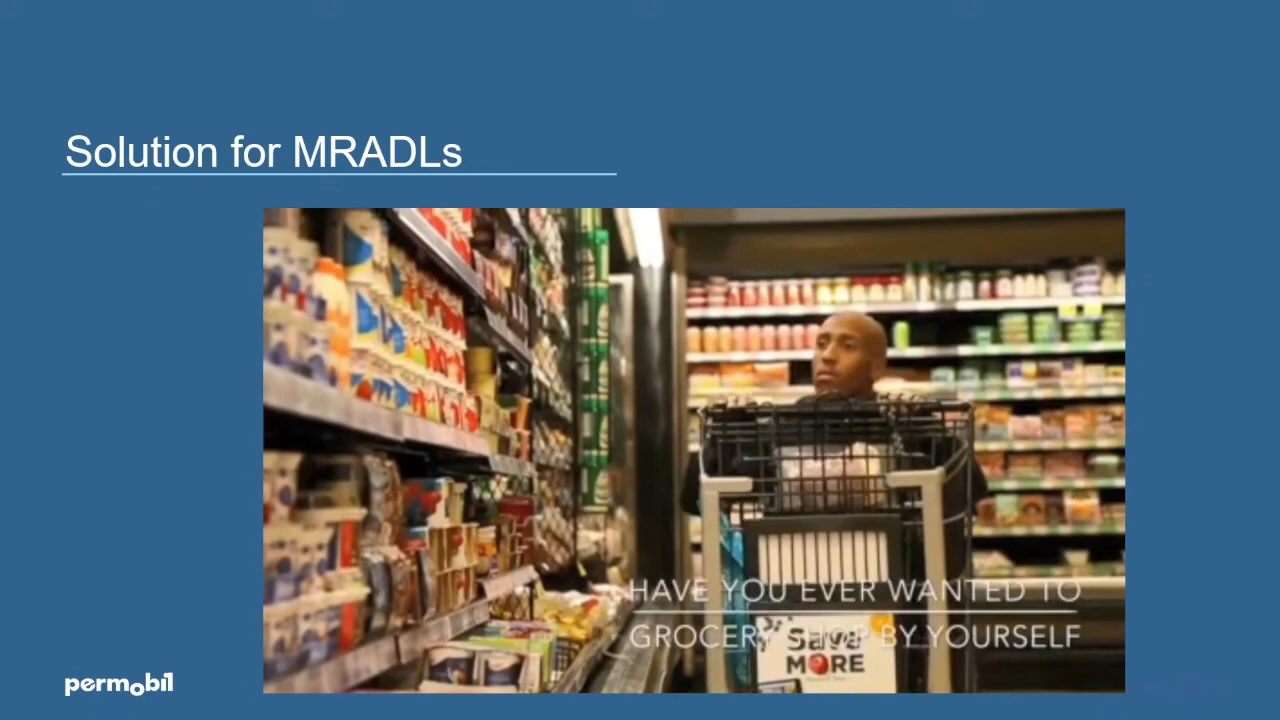 Solution for MRADLs
HAVE YOU EVER WANTED TO
GROCERY SHOP BY YOURSELF
save
MORE
permobil